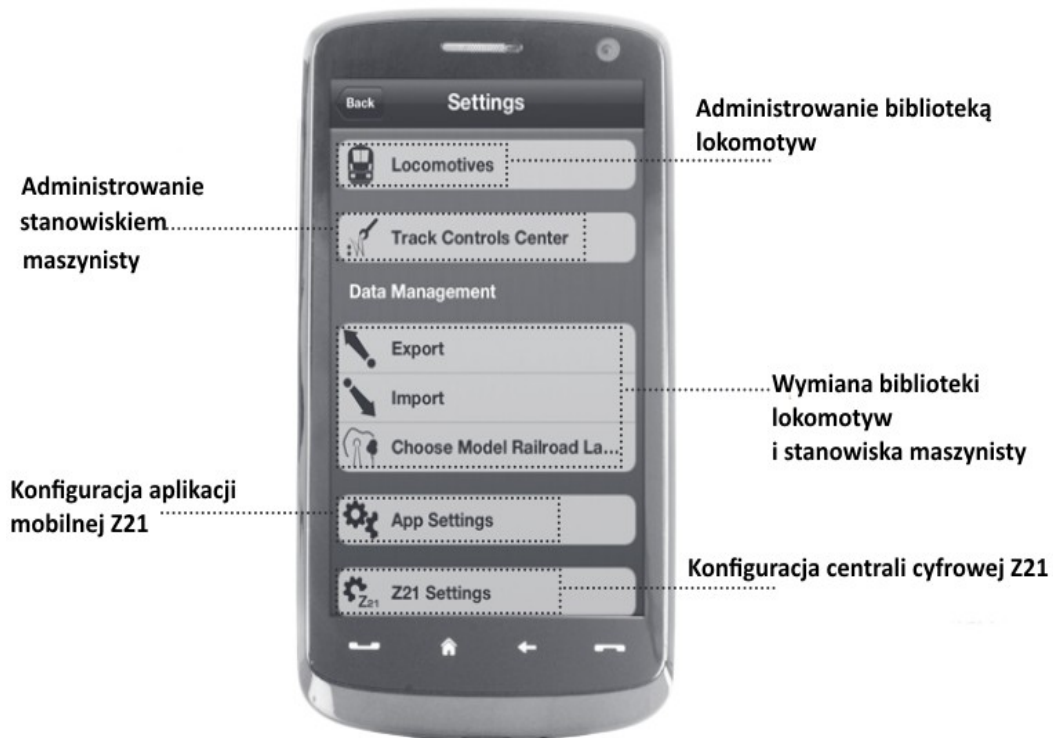 Back
Settings
Administrowanie biblioteką
lokomotyw
Locomotives
Administrowanie
stanowiskiem
maszynisty
Track Controls Center
Data Management
Export
Import
Choose Model Railroad La...
Wymiana biblioteki
lokomotyw
i stanowiska maszynisty
Konfiguracja aplikacji
mobilnej Z21
App Settings
Konfiguracja centrali cyfrowej Z21
Z21
Z21 Settings